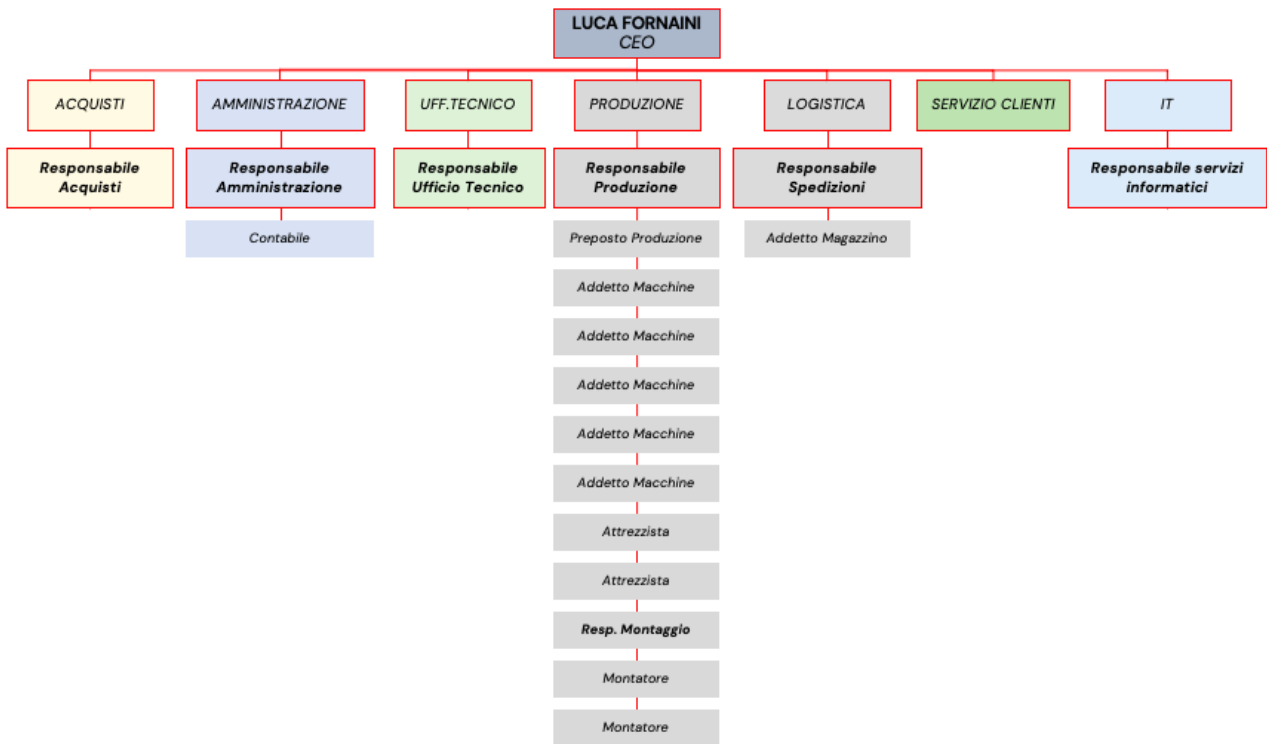 LUCA FORNAINI
CEO
ACQUISTI
AMMINISTRAZIONE
UFF.TECNICO
PRODUZIONE
LOGISTICA
SERVIZIO CLIENTI
IT
Responsabile
Acquisti
Responsabile
Amministrazione
Responsabile
Ufficio Tecnico
Responsabile
Produzione
Responsabile
Spedizioni
Responsabile servizi
informatici
Contabile
Preposto Produzione
Addetto Magazzino
Addetto Macchine
Addetto Macchine
Addetto Macchine
Addetto Macchine
Addetto Macchine
Attrezzista
Attrezzista
Resp. Montaggio
Montatore
Montatore